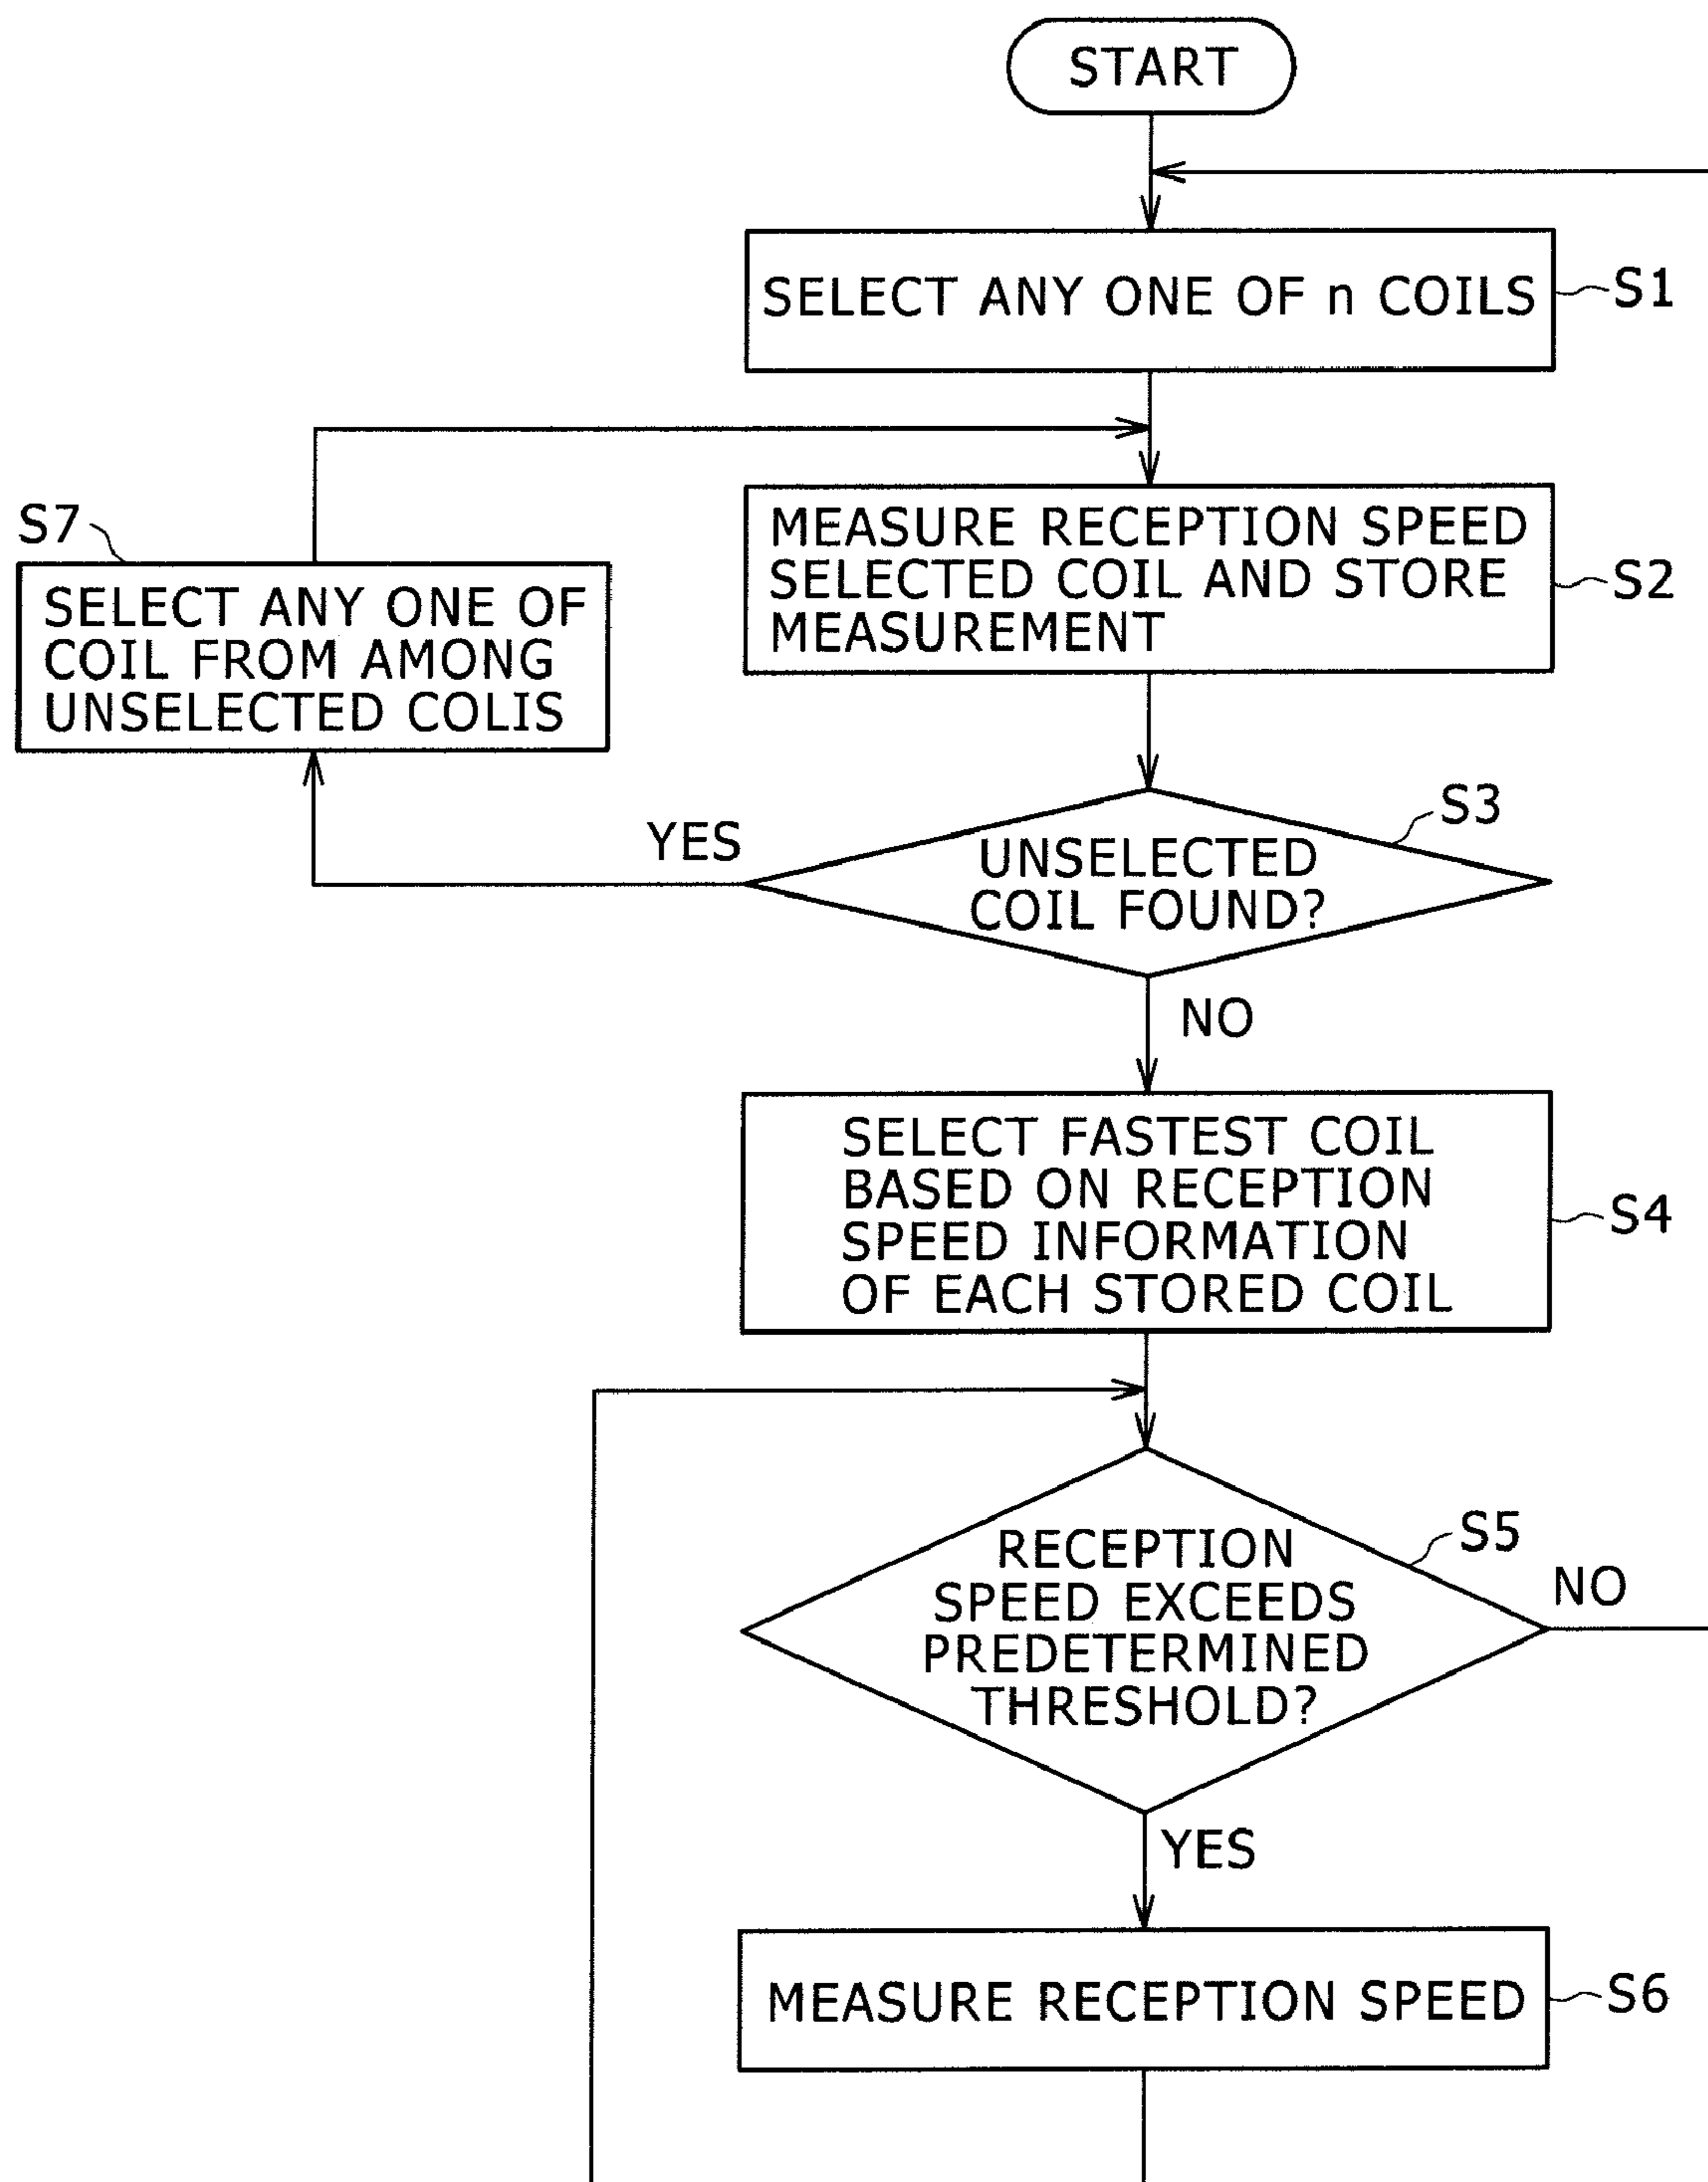 START
SELECT ANY ONE OF n COILS
S1
S7
SELECT ANY ONE OF
COIL FROM AMONG
UNSELECTED COLIS
MEASURE RECEPTION SPEED
SELECTED COIL AND STORE
MEASUREMENT
S2
S3
YES
UNSELECTED
COIL FOUND?
NO
SELECT FASTEST COIL
BASED ON RECEPTION
SPEED INFORMATION
OF EACH STORED COIL
S4
S5
RECEPTION
SPEED EXCEEDS
PREDETERMINED
THRESHOLD?
NO
YES
MEASURE RECEPTION SPEED
S6